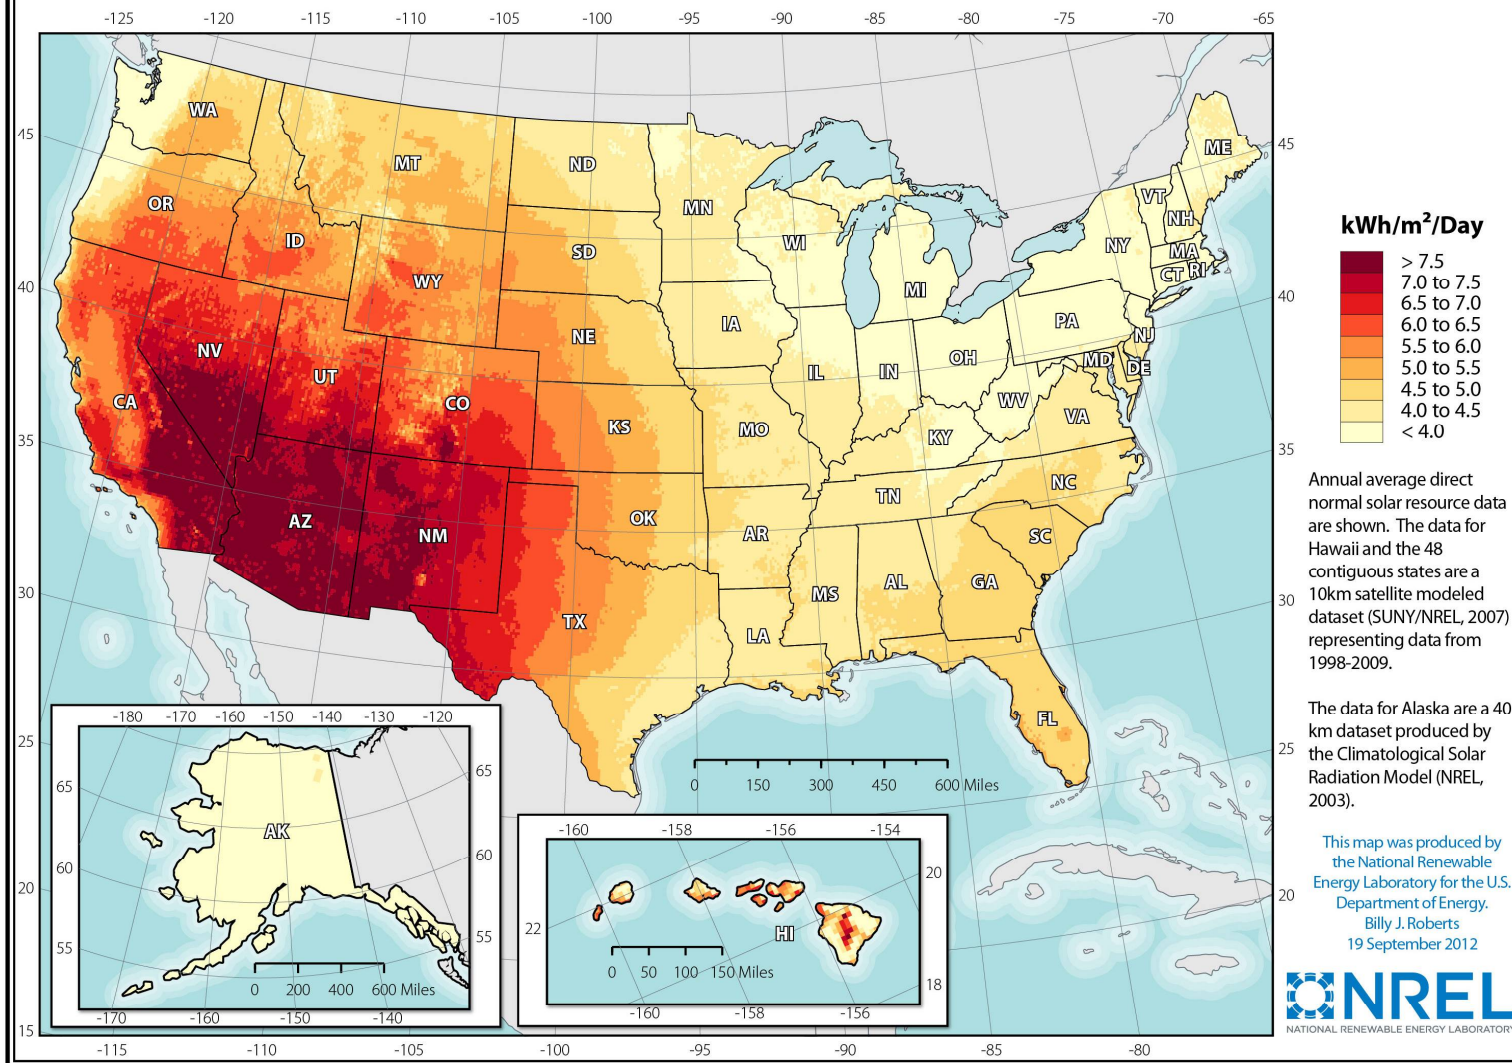 -125 -120 -115 -110 -105 -100 -95 -90 -85 -80 -75 -70 -65
45 45
40 40
35 35
30 30
25 25
20 20
15
WA
MT
ND
MN
ME
VT
NH
OR
ID
WY
SD
WI
MI
NY
MA
CT RI
NV
UT
CO
NE
IA
PA
NJ
CA
KS
MO
IL
IN
OH
MD
DE
WV
VA
KY
AZ
NM
OK
AR
TN
NC
SC
TX
LA
MS
AL
GA
FL
0 150 300 450 600 Miles
-180 -170 -160 -150 -140 -130 -120
65 65
60 60
55 55
AK
0 200 400 600 Miles
-170 -160 -150 -140
-160 -158 -156 -154
20
22
18
HI
0 50 100 150 Miles
-160 -158 -156
-115 -110 -105 -100 -95 -90 -85 -80
kWh/m²/Day
> 7.5
7.0 to 7.5
6.5 to 7.0
6.0 to 6.5
5.5 to 6.0
5.0 to 5.5
4.5 to 5.0
4.0 to 4.5
< 4.0
Annual average direct
normal solar resource data
are shown. The data for
Hawaii and the 48
contiguous states are a
10km satellite modeled
dataset (SUNY/NREL, 2007)
representing data from
1998-2009.
The data for Alaska are a 40
km dataset produced by
the Climatological Solar
Radiation Model (NREL,
2003).
This map was produced by
the National Renewable
Energy Laboratory for the U.S.
Department of Energy.
Billy J. Roberts
19 September 2012
NREL
NATIONAL RENEWABLE ENERGY LABORATORY